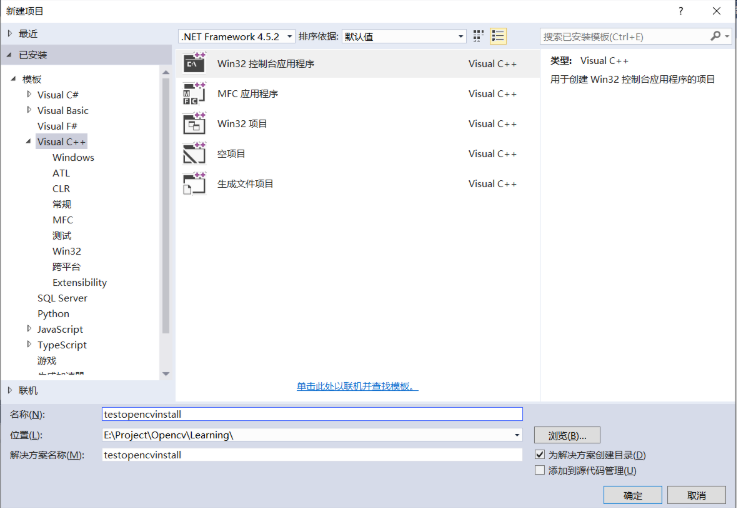 新建项目
最近
.NET Framework 4.5.2 排序依据: 默认值
搜索已安装模板(Ctrl+E)
已安装
模板
Visual C#
Visual Basic
Visual F#
Visual C++
Windows
ATL
CLR
常规
MFC
测试
Win32
跨平台
Extensibility
SQL Server
Python
JavaScript
TypeScript
游戏
联机
Win32 控制台应用程序 Visual C++
MFC 应用程序 Visual C++
Win32 项目 Visual C++
空项目 Visual C++
生成文件项目 Visual C++
单击此处以联机并查找模板。
类型: Visual C++
用于创建 Win32 控制台应用程序的项目
名称(N): testopencvinstall
位置(L): E:\Project\Opencv\Learning\ 浏览(B)...
解决方案名称(M): testopencvinstall
为解决方案创建目录(D)
添加到源代码管理(U)
确定 取消